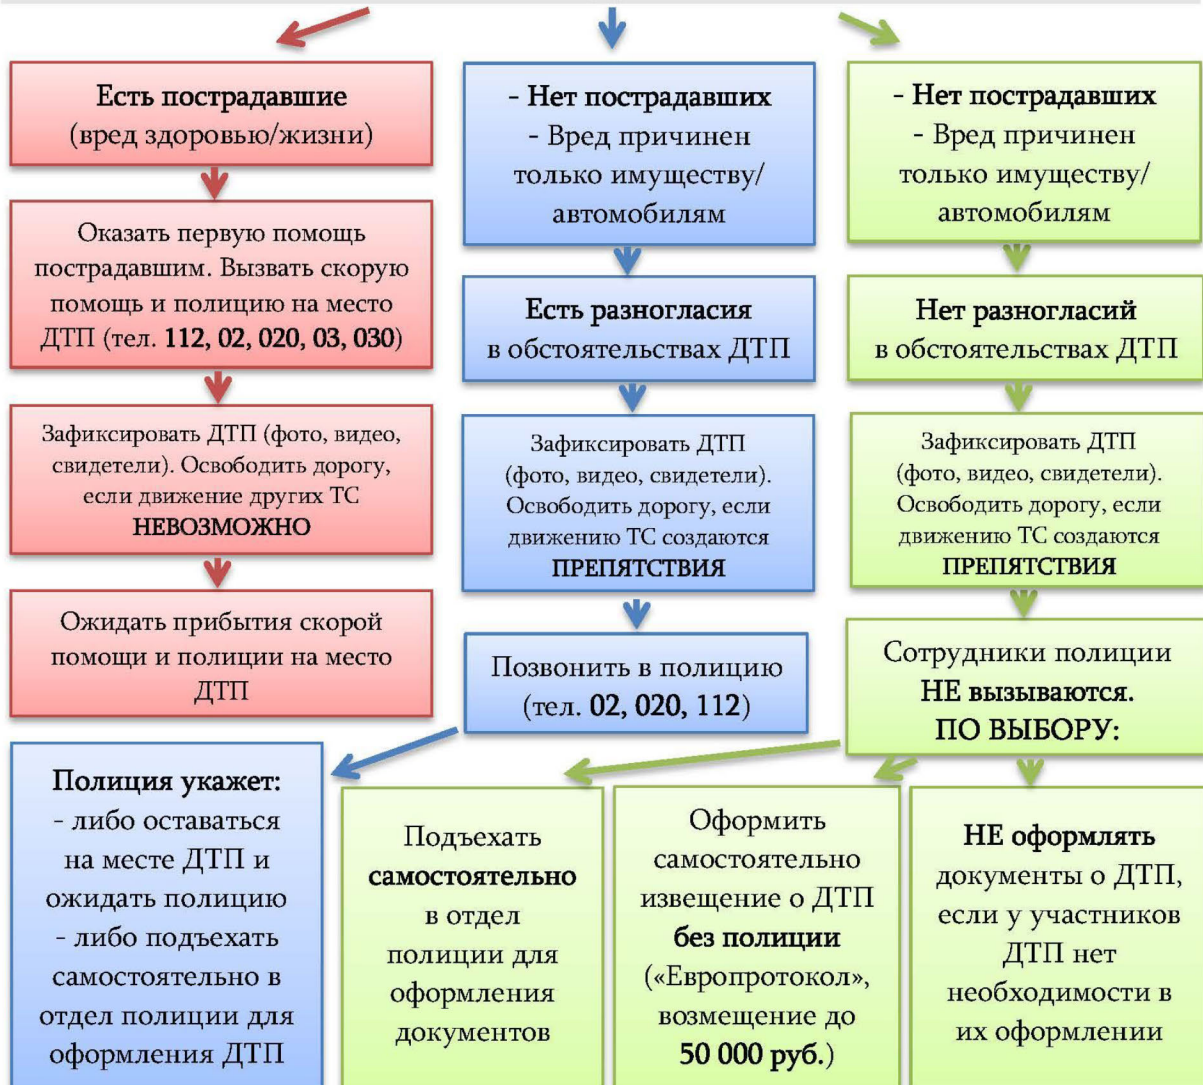 Есть пострадавшие
(вред здоровью/жизни)
Оказать первую помощь
пострадавшим. Вызвать скорую
помощь и полицию на место
ДТП (тел. 112, 02, 020, 03, 030)
Зафиксировать ДТП (фото, видео,
свидетели). Освободить дорогу,
если движение других ТС
НЕВОЗМОЖНО
Ожидать прибытия скорой
помощи и полиции на место
ДТП
- Нет пострадавших
- Вред причинен
только имуществу/
автомобилям
Есть разногласия
в обстоятельствах ДТП
Зафиксировать ДТП
(фото, видео, свидетели).
Освободить дорогу, если
движению ТС создаются
ПРЕПЯТСТВИЯ
Позвонить в полицию
(тел. 02, 020, 112)
Полиция укажет:
- либо оставаться
на месте ДТП и
ожидать полицию
- либо подъехать
самостоятельно в
отдел полиции для
оформления ДТП
- Нет пострадавших
- Вред причинен
только имуществу/
автомобилям
Нет разногласий
в обстоятельствах ДТП
Зафиксировать ДТП
(фото, видео, свидетели).
Освободить дорогу, если
движению ТС создаются
ПРЕПЯТСТВИЯ
Сотрудники полиции
НЕ вызываются.
ПО ВЫБОРУ:
Подъехать
самостоятельно
в отдел
полиции для
оформления
документов
Оформить
самостоятельно
извещение о ДТП
без полиции
(«Европротокол»,
возмещение до
50 000 руб.)
НЕ оформлять
документы о ДТП,
если у участников
ДТП нет
необходимости в
их оформлении